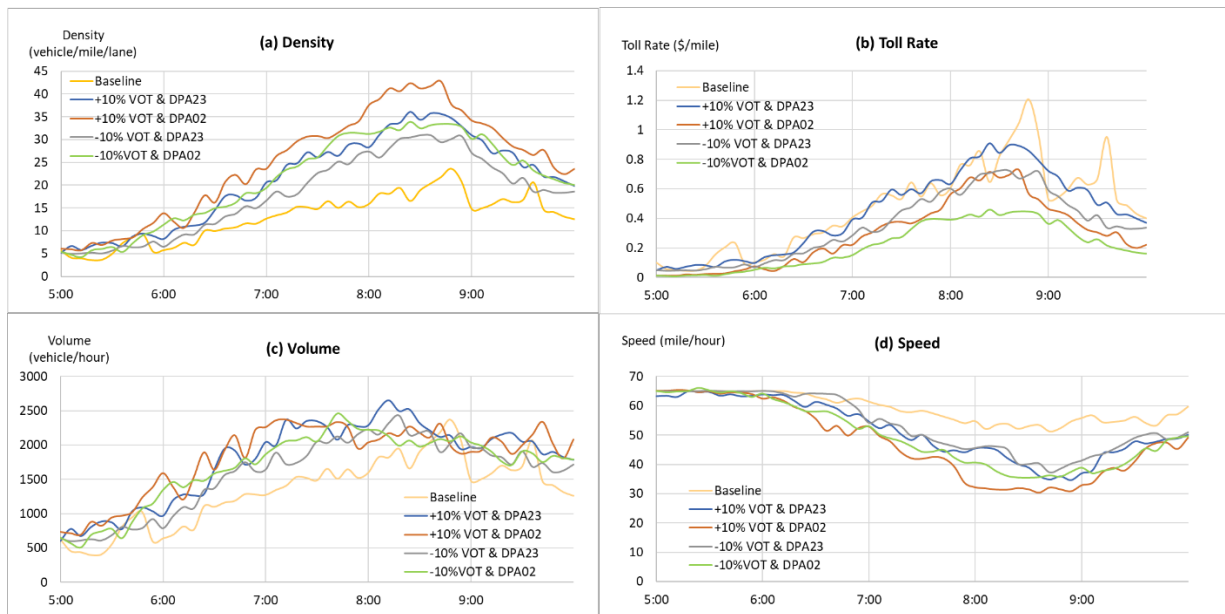 Density
(vehicle/mile/lane)
(a) Density
45
40
35
30
25
20
15
10
5
0
Baseline
+10% VOT & DPA23
+10% VOT & DPA02
-10% VOT & DPA23
-10%VOT & DPA02
5:00 6:00 7:00 8:00 9:00
Toll Rate ($/mile)
(b) Toll Rate
1.4
1.2
1
0.8
0.6
0.4
0.2
0
Baseline
+10% VOT & DPA23
+10% VOT & DPA02
-10% VOT & DPA23
-10%VOT & DPA02
5:00 6:00 7:00 8:00 9:00
Volume
(vehicle/hour)
(c) Volume
3000
2500
2000
1500
1000
500
0
Baseline
+10% VOT & DPA23
+10% VOT & DPA02
-10% VOT & DPA23
-10%VOT & DPA02
5:00 6:00 7:00 8:00 9:00
Speed (mile/hour)
(d) Speed
70
60
50
40
30
20
10
0
Baseline
+10% VOT & DPA23
+10% VOT & DPA02
-10% VOT & DPA23
-10%VOT & DPA02
5:00 6:00 7:00 8:00 9:00